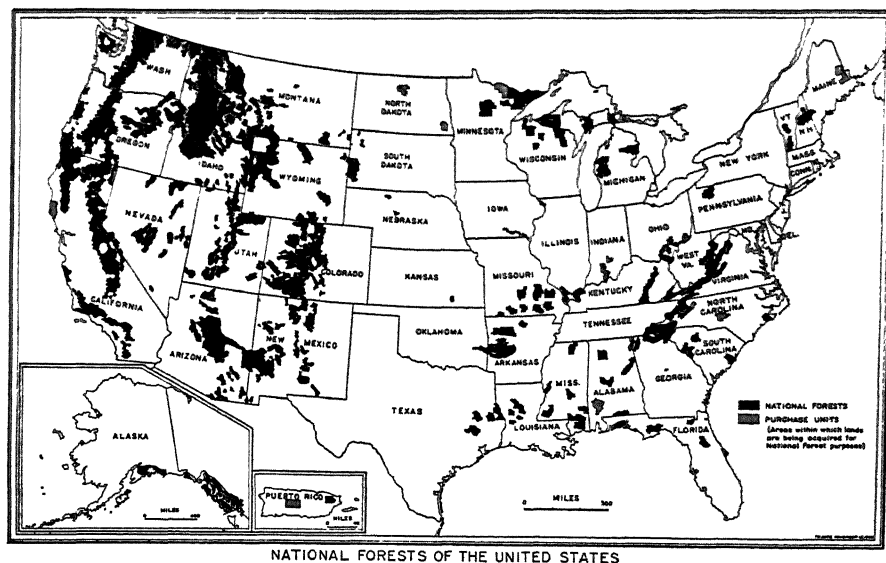 WASH
MONTANA
NORTH
DAKOTA
MINNESOTA
MAINE
OREGON
IDAHO
SOUTH
DAKOTA
WISCONSIN
MICHIGAN
VT
N H
NEW YORK
MASS
CONN
WYOMING
NEVADA
NEBRASKA
IOWA
PENNSYLVANIA
UTAH
COLORADO
KANSAS
ILLINOIS
INDIANA
OHIO
WEST
VA.
MD.
DEL
VIRGINIA
MISSOURI
KENTUCKY
CALIFORNIA
ARIZONA
NEW
MEXICO
OKLAHOMA
ARKANSAS
TENNESSEE
NORTH
CAROLINA
SOUTH
CAROLINA
TEXAS
LOUISIANA
MISS.
ALABAMA
GEORGIA
FLORIDA
NATIONAL FORESTS
PURCHASE UNITS
(Areas within which lands
are being acquired for
National Forest purposes)
ALASKA
MILES
PUERTO RICO
MILES
0 MILES 300
NATIONAL FORESTS OF THE UNITED STATES